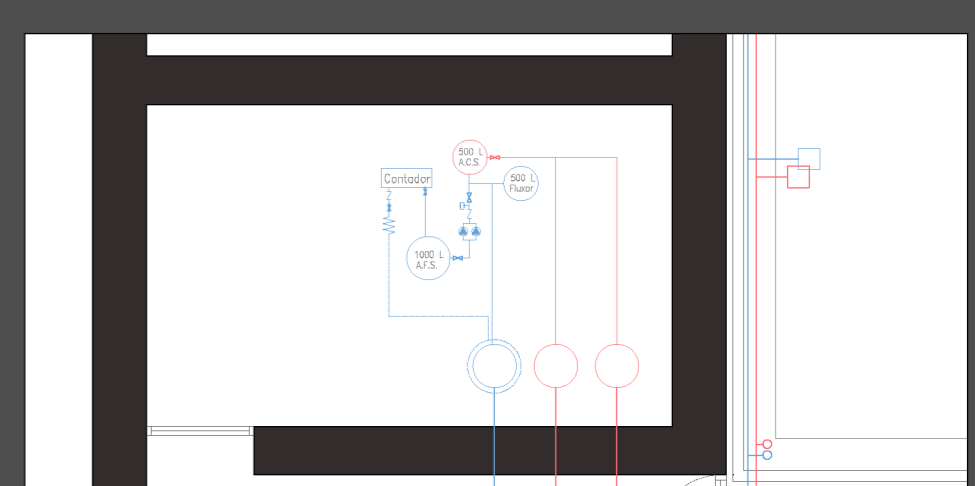 500 L
A.C.S.
Contador
500 L
Fluxor
1000 L
A.F.S.